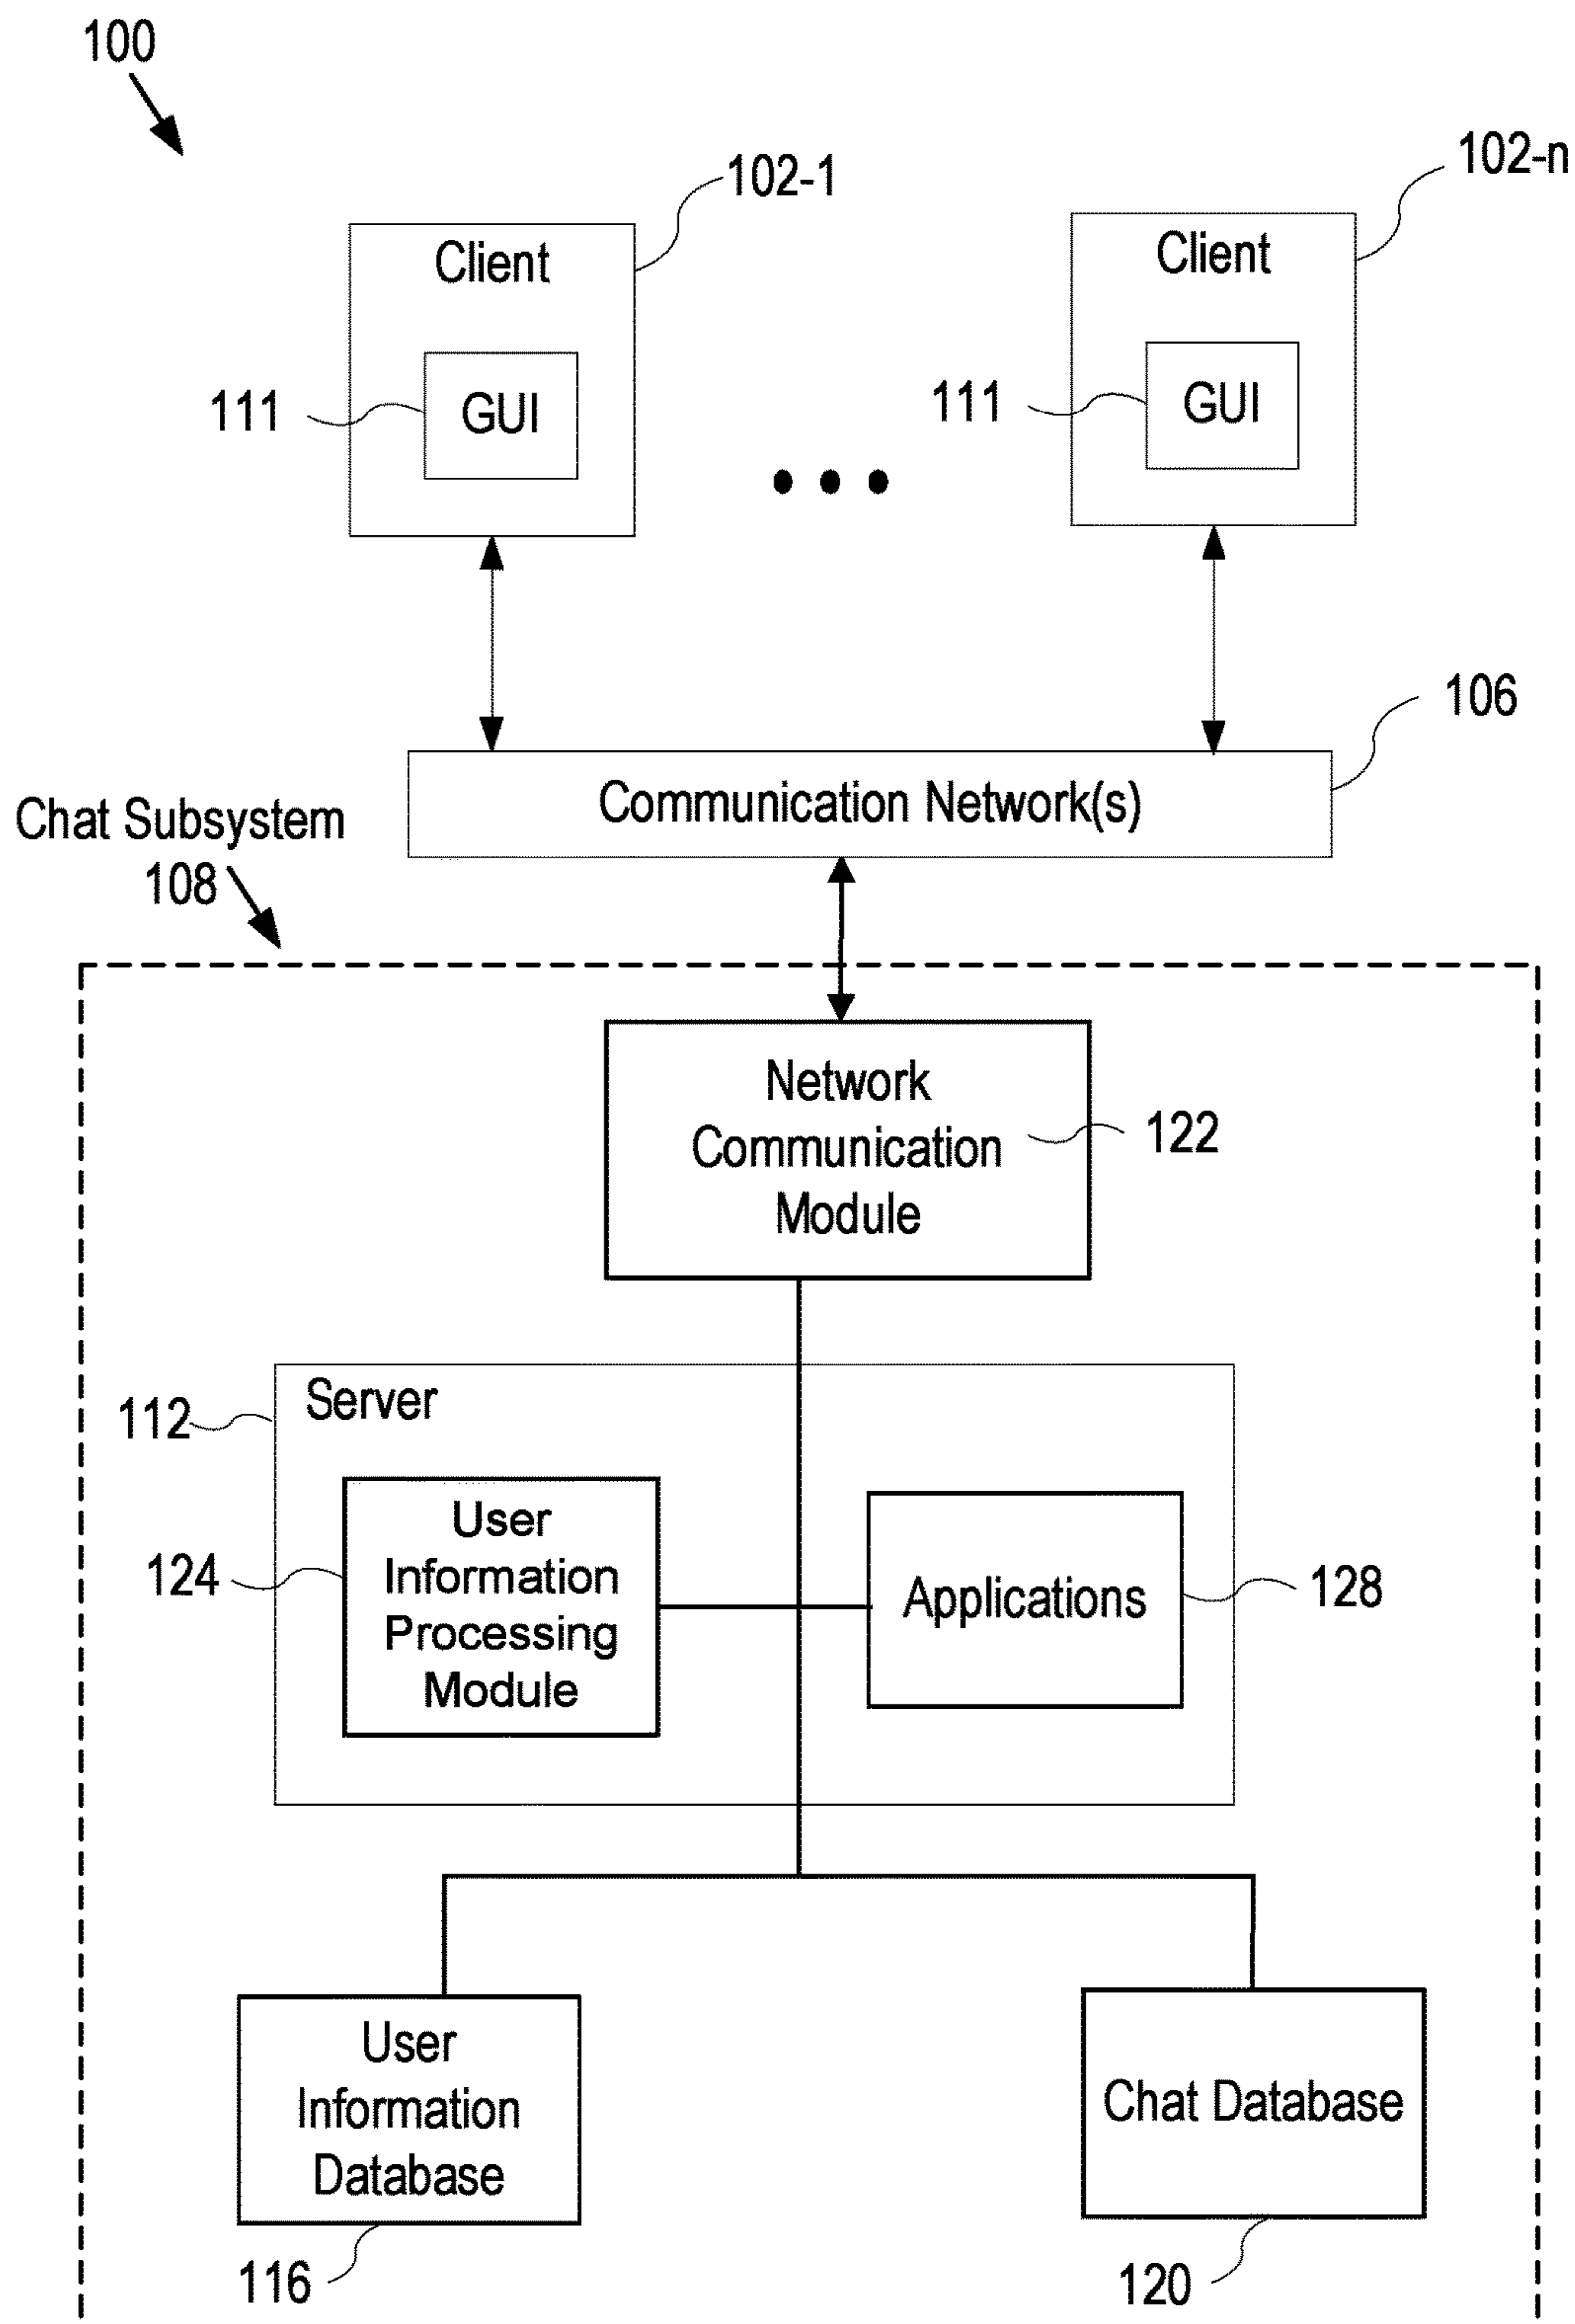 100
102-1
102-n
Client
Client
111
GUI
111
GUI
106
Communication Network(s)
Chat Subsystem
108
Network
Communication
Module
122
Server
112
User
Information
Processing
Module
124
Applications
128
User
Information
Database
Chat Database
116
120